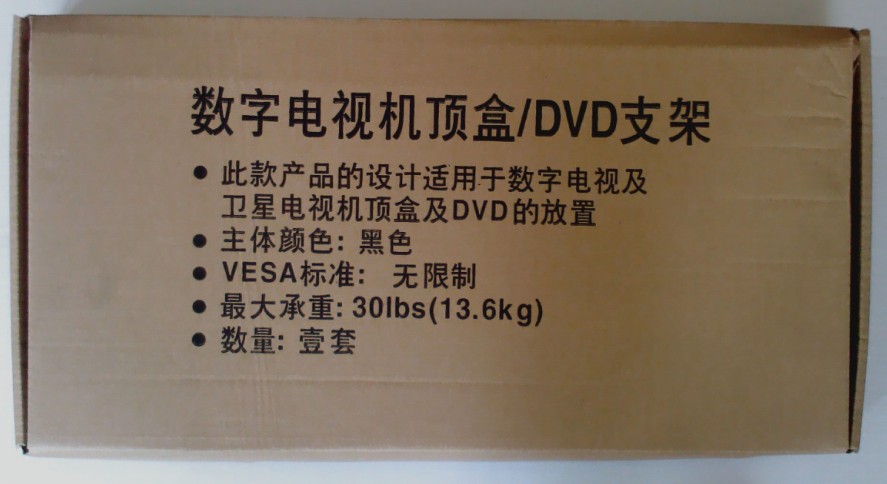 数字电视机顶盒/DVD支架
● 此款产品的设计适用于数字电视及
卫星电视机顶盒及DVD的放置
● 主体颜色: 黑色
● VESA标准: 无限制
● 最大承重: 30lbs(13.6kg)
● 数量: 壹套